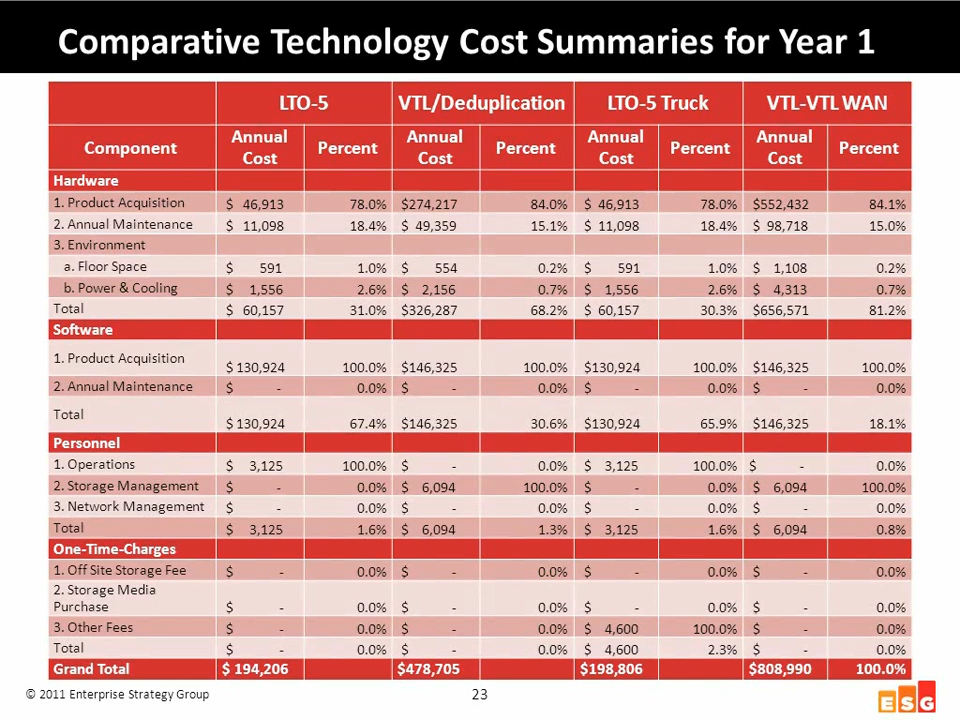 Comparative Technology Cost Summaries for Year 1
LTO-5 VTL/Deduplication LTO-5 Truck VTL-VTL WAN
Component Annual Cost Percent Annual Cost Percent Annual Cost Percent Annual Cost Percent
Hardware
1. Product Acquisition $ 46,913 78.0% $274,217 84.0% $ 46,913 78.0% $552,432 84.1%
2. Annual Maintenance $ 11,098 18.4% $ 49,359 15.1% $ 11,098 18.4% $ 98,718 15.0%
3. Environment
a. Floor Space $ 591 1.0% $ 554 0.2% $ 591 1.0% $ 1,108 0.2%
b. Power & Cooling $ 1,556 2.6% $ 2,156 0.7% $ 1,556 2.6% $ 4,313 0.7%
Total $ 60,157 31.0% $326,287 68.2% $ 60,157 30.3% $656,571 81.2%
Software
1. Product Acquisition $ 130,924 100.0% $146,325 100.0% $130,924 100.0% $146,325 100.0%
2. Annual Maintenance $ - 0.0% $ - 0.0% $ - 0.0% $ - 0.0%
Total $ 130,924 67.4% $146,325 30.6% $130,924 65.9% $146,325 18.1%
Personnel
1. Operations $ 3,125 100.0% $ - 0.0% $ 3,125 100.0% $ - 0.0%
2. Storage Management $ - 0.0% $ 6,094 100.0% $ - 0.0% $ 6,094 100.0%
3. Network Management $ - 0.0% $ - 0.0% $ - 0.0% $ - 0.0%
Total $ 3,125 1.6% $ 6,094 1.3% $ 3,125 1.6% $ 6,094 0.8%
One-Time-Charges
1. Off Site Storage Fee $ - 0.0% $ - 0.0% $ - 0.0% $ - 0.0%
2. Storage Media
Purchase $ - 0.0% $ - 0.0% $ - 0.0% $ - 0.0%
3. Other Fees $ - 0.0% $ - 0.0% $ 4,600 100.0% $ - 0.0%
Total $ - 0.0% $ - 0.0% $ 4,600 2.3% $ - 0.0%
Grand Total $ 194,206 $478,705 $198,806 $808,990 100.0%
© 2011 Enterprise Strategy Group 23 ESG